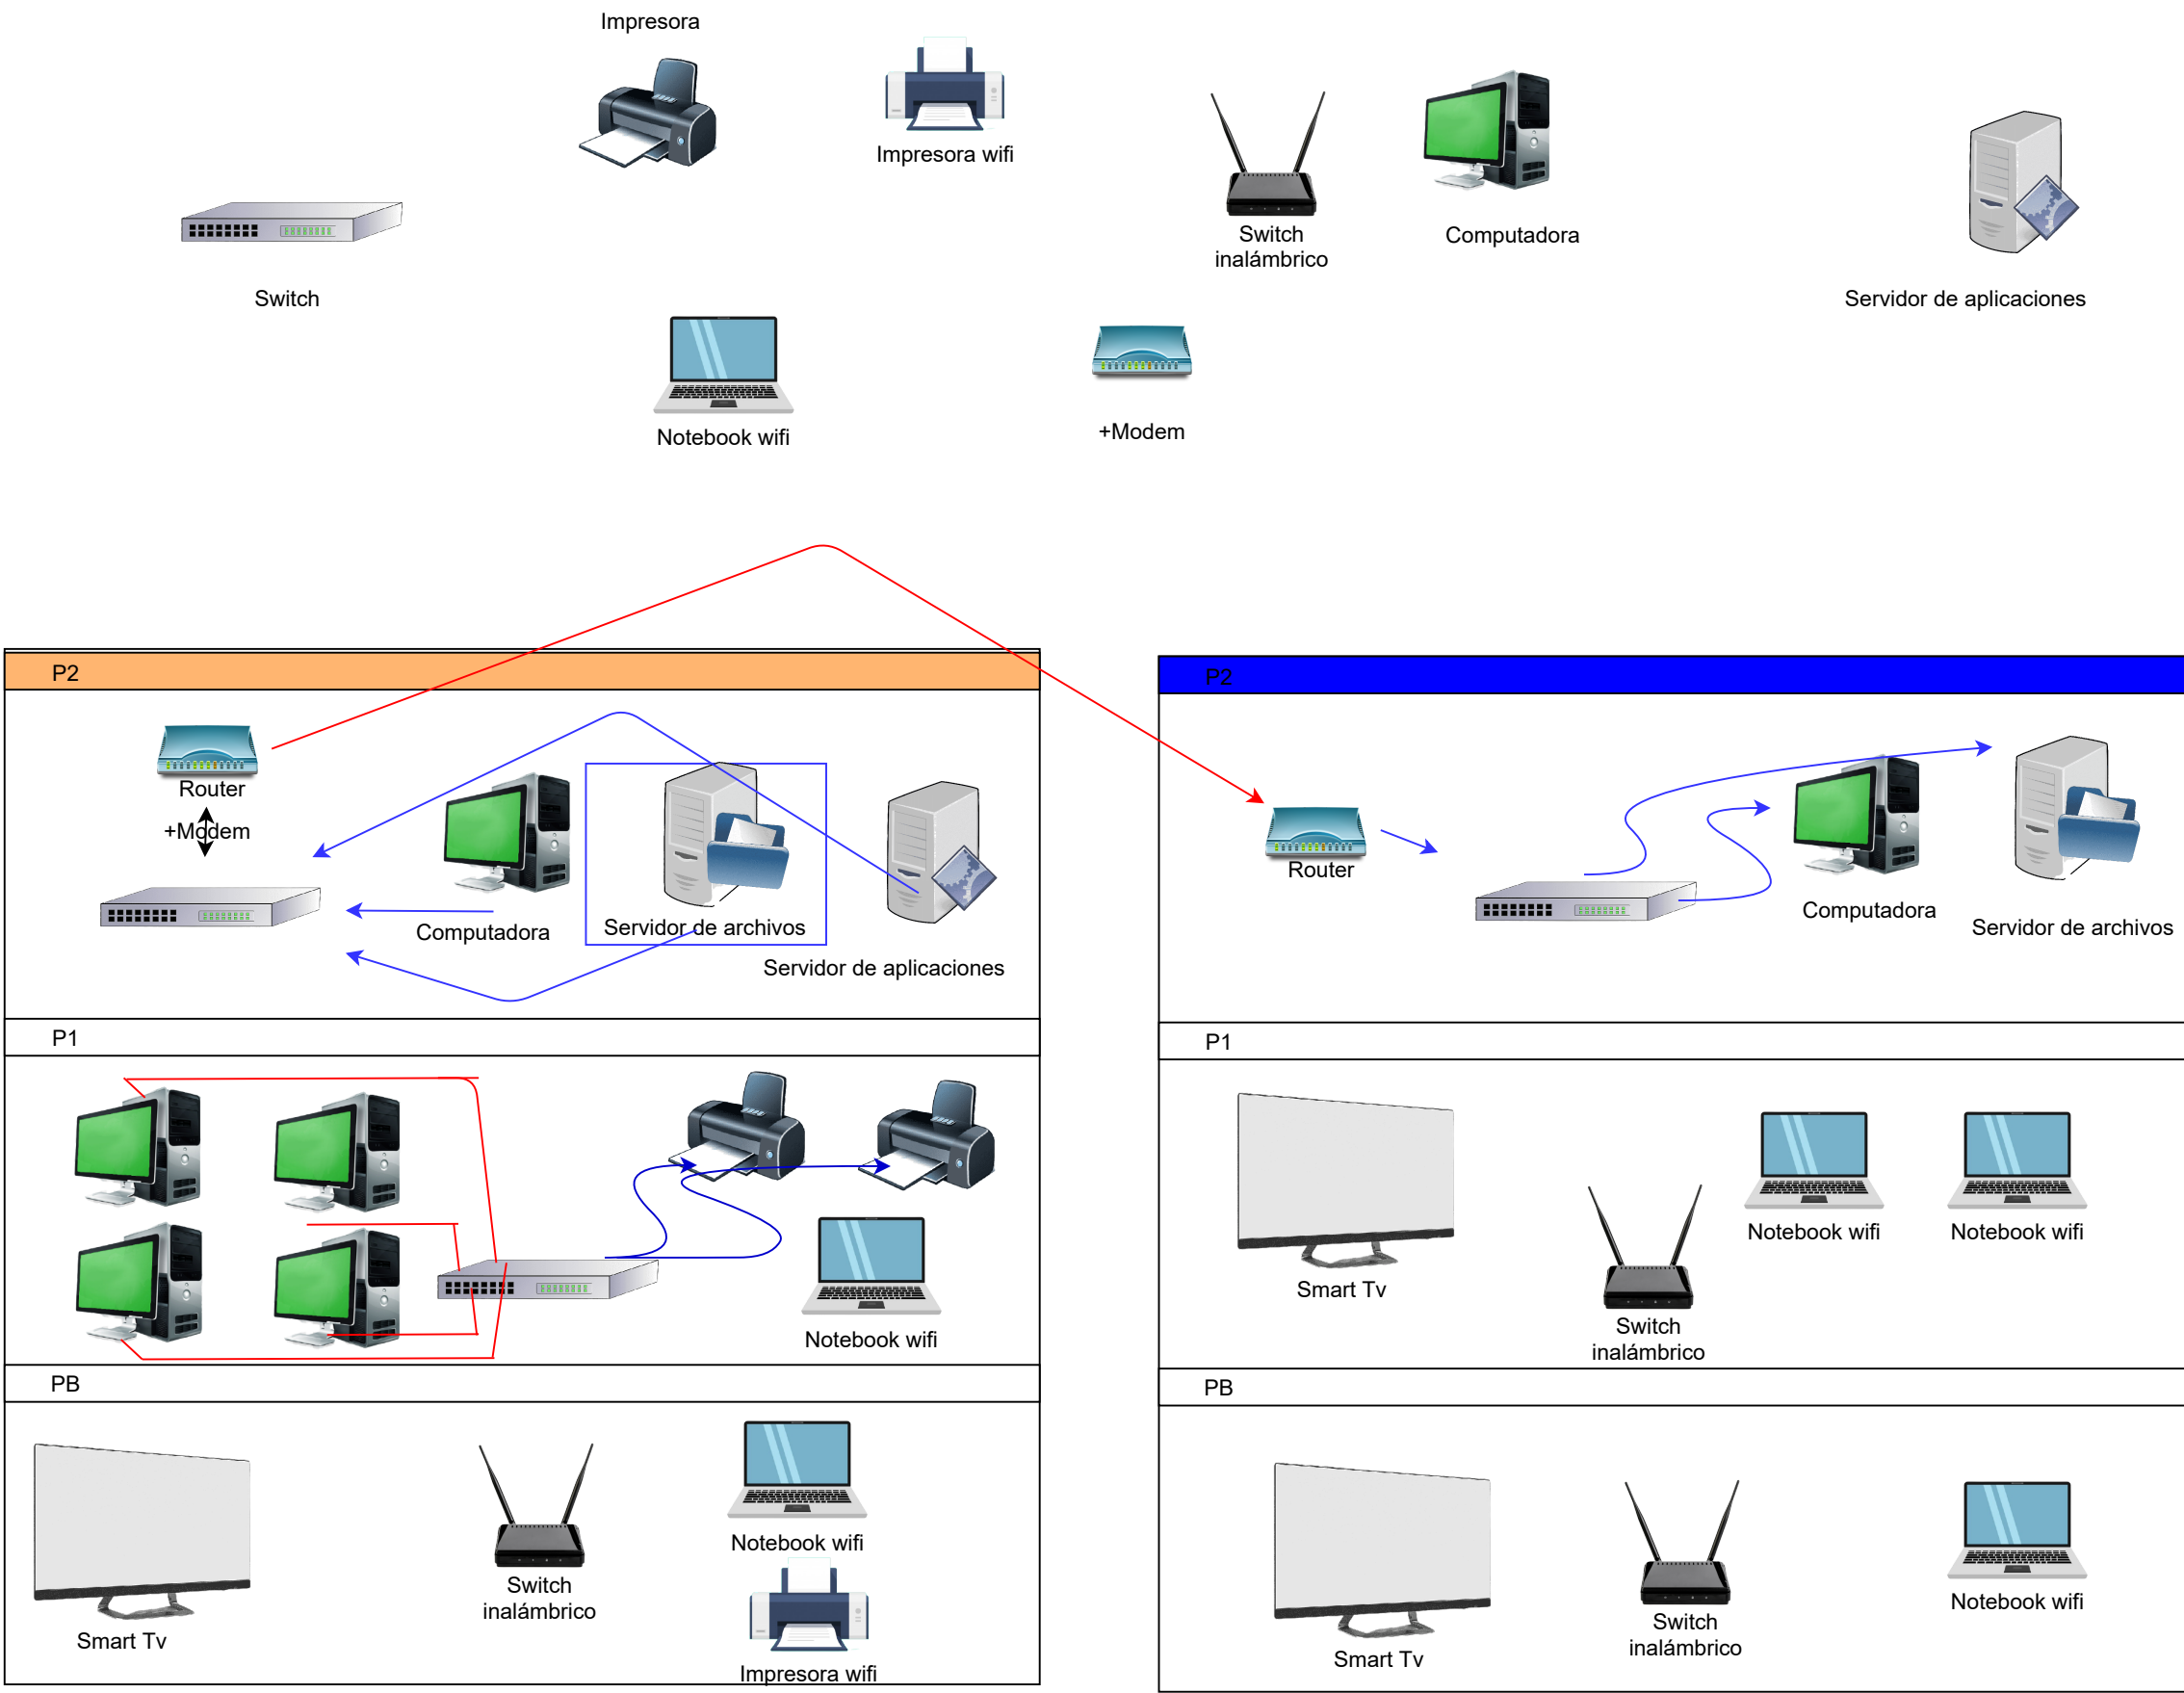 Impresora
Impresora wifi
Switch
inalámbrico
Computadora
Switch
Servidor de aplicaciones
Notebook wifi
+Modem
P2
Router
+Modem
Computadora
Servidor de archivos
Servidor de aplicaciones
P1
Notebook wifi
PB
Notebook wifi
Switch
inalámbrico
Smart Tv
Impresora wifi
P2
Router
Computadora
Servidor de archivos
P1
Notebook wifi
Notebook wifi
Smart Tv
Switch
inalámbrico
PB
Notebook wifi
Switch
inalámbrico
Smart Tv